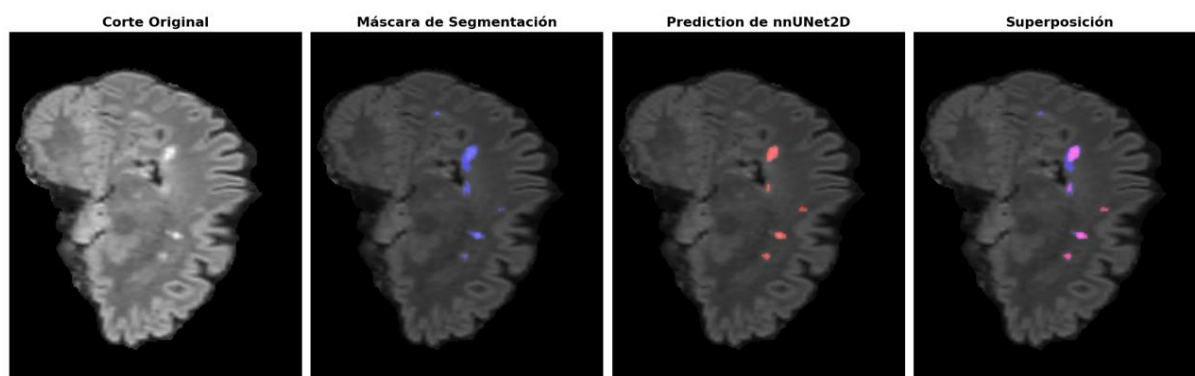 Corte Original
Máscara de Segmentación
Prediction de nnUNet2D
Superposición